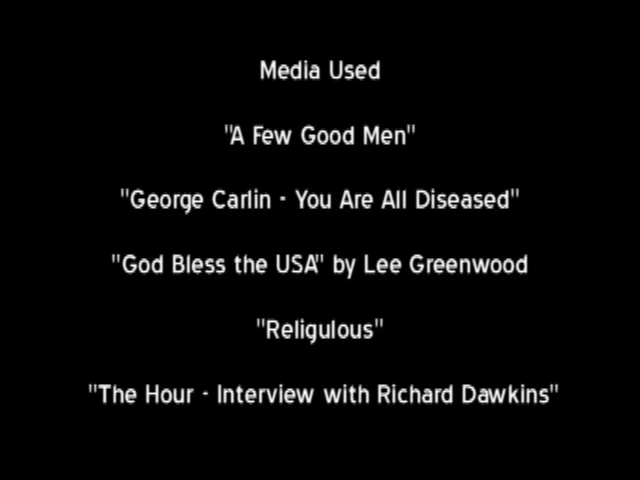 Media Used
"A Few Good Men"
"George Carlin - You Are All Diseased"
"God Bless the USA" by Lee Greenwood
"Religulous"
"The Hour - Interview with Richard Dawkins"